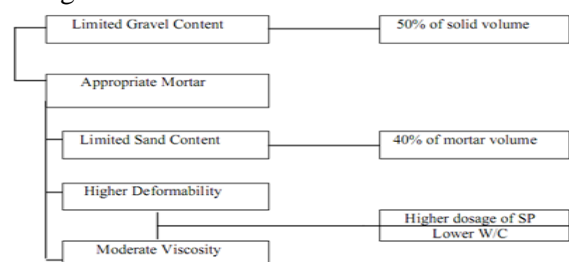 Limited Gravel Content
50% of solid volume
Appropriate Mortar
Limited Sand Content
40% of mortar volume
Higher Deformability
Higher dosage of SP
Lower W/C
Moderate Viscosity